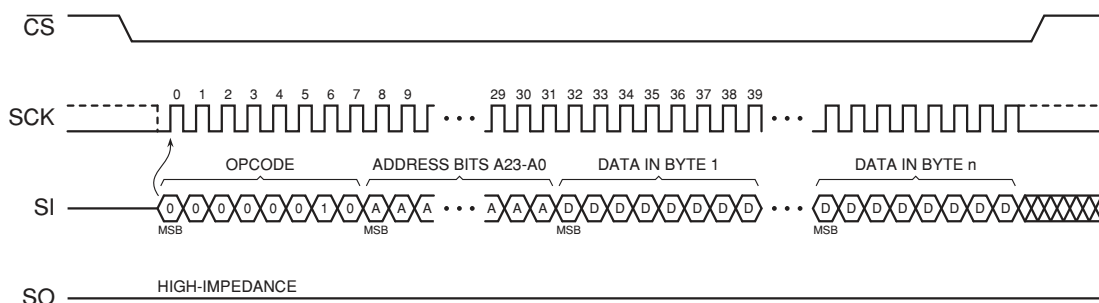 CS
SCK
0 1 2 3 4 5 6 7 8 9 29 30 31 32 33 34 35 36 37 38 39
OPCODE ADDRESS BITS A23-A0 DATA IN BYTE 1 DATA IN BYTE n
SI
0 0 0 0 0 0 1 0 A A A A A A D D D D D D D D D D D D D D D D
MSB MSB MSB MSB
HIGH-IMPEDANCE
SO